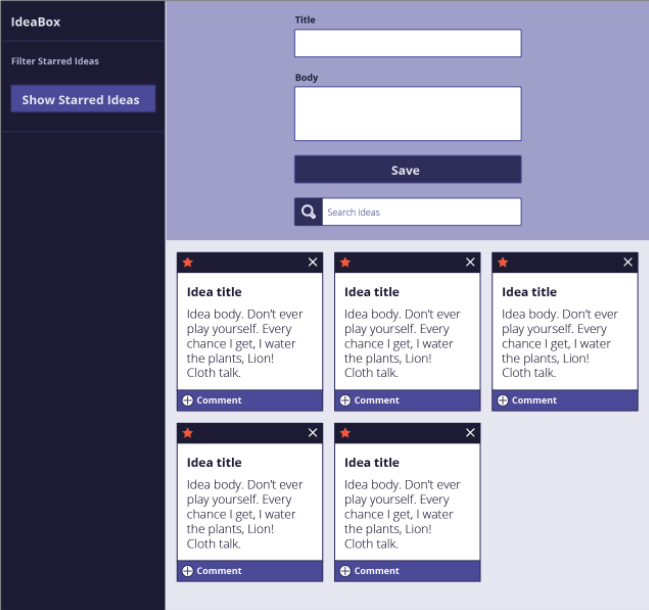 IdeaBox
Filter Starred Ideas
Show Starred Ideas
Title
Body
Save
Search ideas
Idea title
Idea body. Don't ever
play yourself. Every
chance I get, I water
the plants, Lion!
Cloth talk.
Comment
Idea title
Idea body. Don't ever
play yourself. Every
chance I get, I water
the plants, Lion!
Cloth talk.
Comment
Idea title
Idea body. Don't ever
play yourself. Every
chance I get, I water
the plants, Lion!
Cloth talk.
Comment
Idea title
Idea body. Don't ever
play yourself. Every
chance I get, I water
the plants, Lion!
Cloth talk.
Comment
Idea title
Idea body. Don't ever
play yourself. Every
chance I get, I water
the plants, Lion!
Cloth talk.
Comment